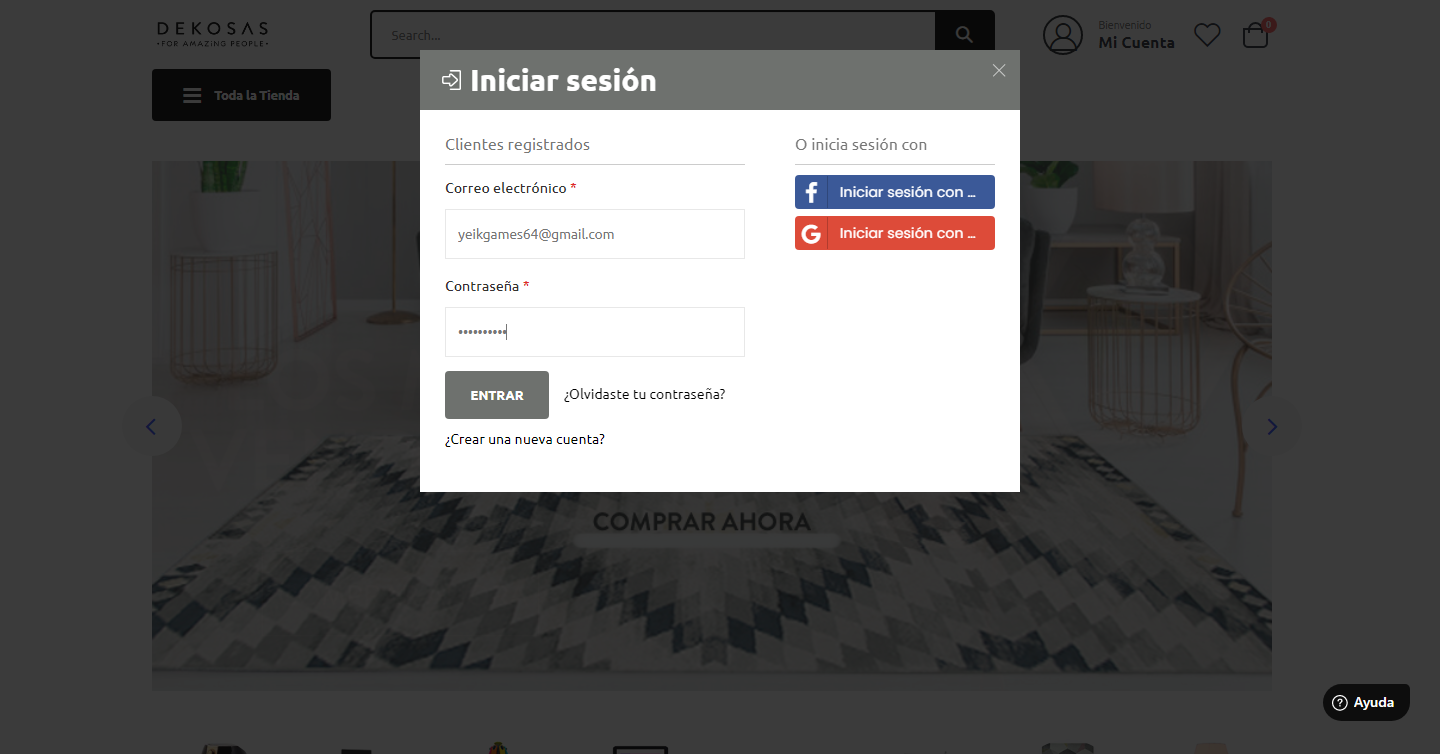 DEKOSAS
•FOR AMAZING PEOPLE•
Search...
Bienvenido
Mi Cuenta
0
Toda la Tienda
Iniciar sesión
Clientes registrados
Correo electrónico *
yeikgames64@gmail.com
Contraseña *
••••••••••
ENTRAR
¿Olvidaste tu contraseña?
¿Crear una nueva cuenta?
O inicia sesión con
Iniciar sesión con ...
Iniciar sesión con ...
COMPRAR AHORA
Ayuda